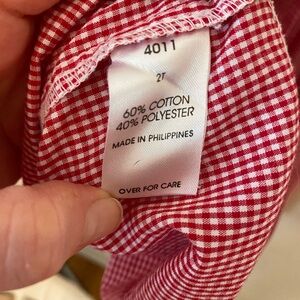 4011
2T
60% COTTON
40% POLYESTER
MADE IN PHILIPPINES
OVER FOR CARE